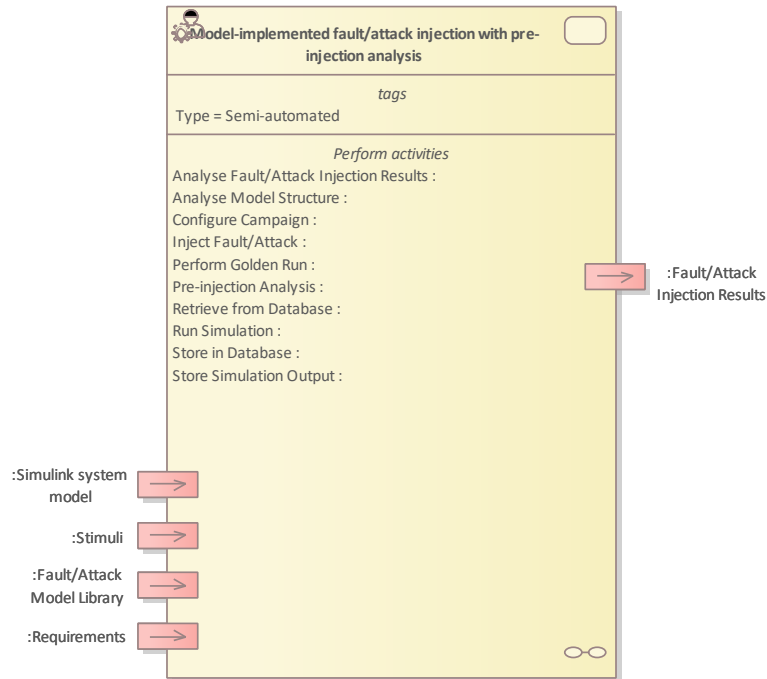 Model-implemented fault/attack injection with pre-
injection analysis
tags
Type = Semi-automated
Perform activities
Analyse Fault/Attack Injection Results :
Analyse Model Structure :
Configure Campaign :
Inject Fault/Attack :
Perform Golden Run :
Pre-injection Analysis :
Retrieve from Database :
Run Simulation :
Store in Database :
Store Simulation Output :
:Fault/Attack
Injection Results
:Simulink system
model
:Stimuli
:Fault/Attack
Model Library
:Requirements